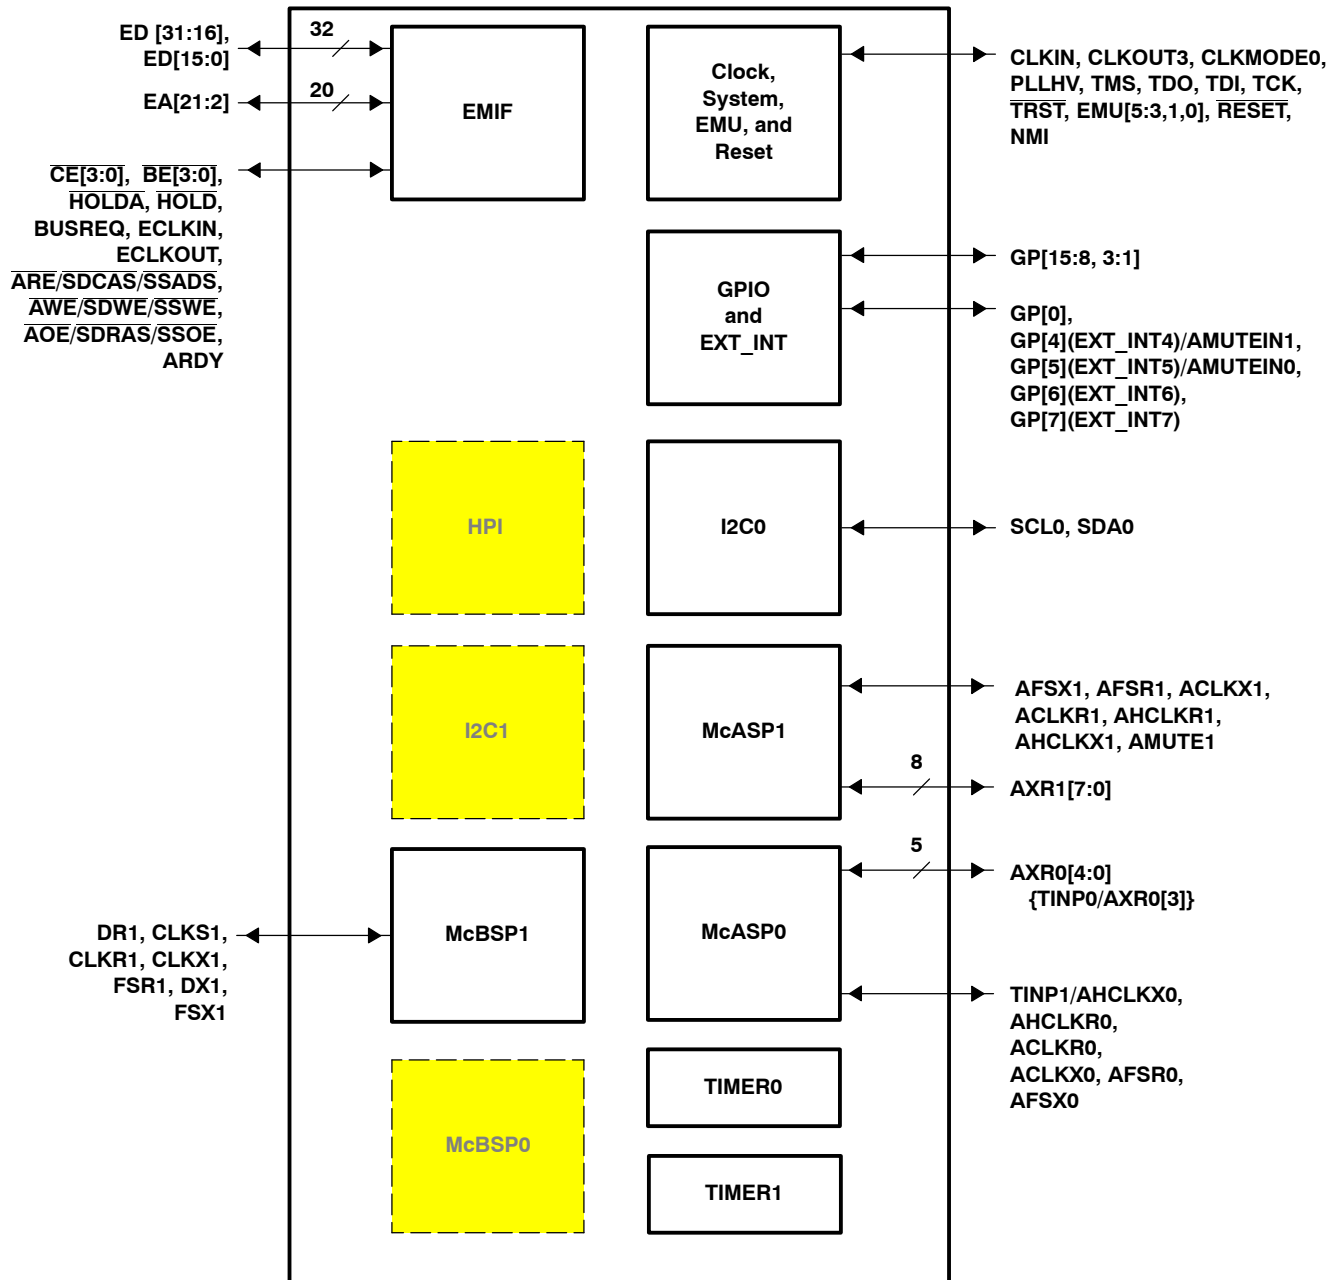 ED [31:16],
ED[15:0]
32
EA[21:2]
20
EMIF
CE[3:0], BE[3:0],
HOLDA, HOLD,
BUSREQ, ECLKIN,
ECLKOUT,
ARE/SDCAS/SSADS,
AWE/SDWE/SSWE,
AOE/SDRAS/SSOE,
ARDY
Clock,
System,
EMU, and
Reset
CLKIN, CLKOUT3, CLKMODE0,
PLLHV, TMS, TDO, TDI, TCK,
TRST, EMU[5:3,1,0], RESET,
NMI
GPIO
and
EXT_INT
GP[15:8, 3:1]
GP[0],
GP[4](EXT_INT4)/AMUTEIN1,
GP[5](EXT_INT5)/AMUTEIN0,
GP[6](EXT_INT6),
GP[7](EXT_INT7)
HPI
I2C0
SCL0, SDA0
I2C1
McASP1
AFSX1, AFSR1, ACLKX1,
ACLKR1, AHCLKR1,
AHCLKX1, AMUTE1
8
AXR1[7:0]
DR1, CLKS1,
CLKR1, CLKX1,
FSR1, DX1,
FSX1
McBSP1
McASP0
5
AXR0[4:0]
{TINP0/AXR0[3]}
TINP1/AHCLKX0,
AHCLKR0,
ACLKR0,
ACLKX0, AFSR0,
AFSX0
McBSP0
TIMER0
TIMER1